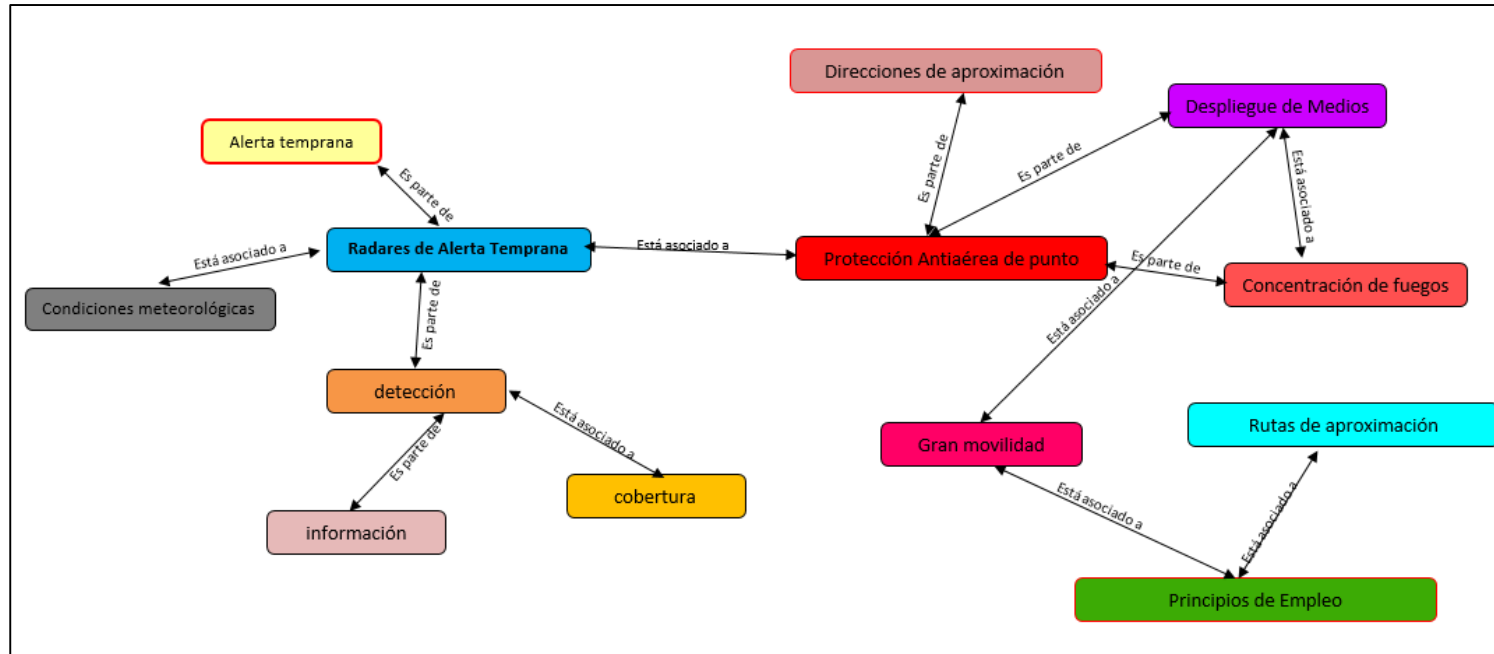 Direcciones de aproximación
Despliegue de Medios
Alerta temprana
Es parte de
Es parte de
Es parte de
Está asociado a
Radares de Alerta Temprana
Está asociado a
Está asociado a
Protección Antiaérea de punto
Es parte de
Concentración de fuegos
Condiciones meteorológicas
Es parte de
Está asociado a
detección
Está asociado a
Es parte de
Gran movilidad
Rutas de aproximación
cobertura
información
Está asociado a
Está asociado a
Principios de Empleo